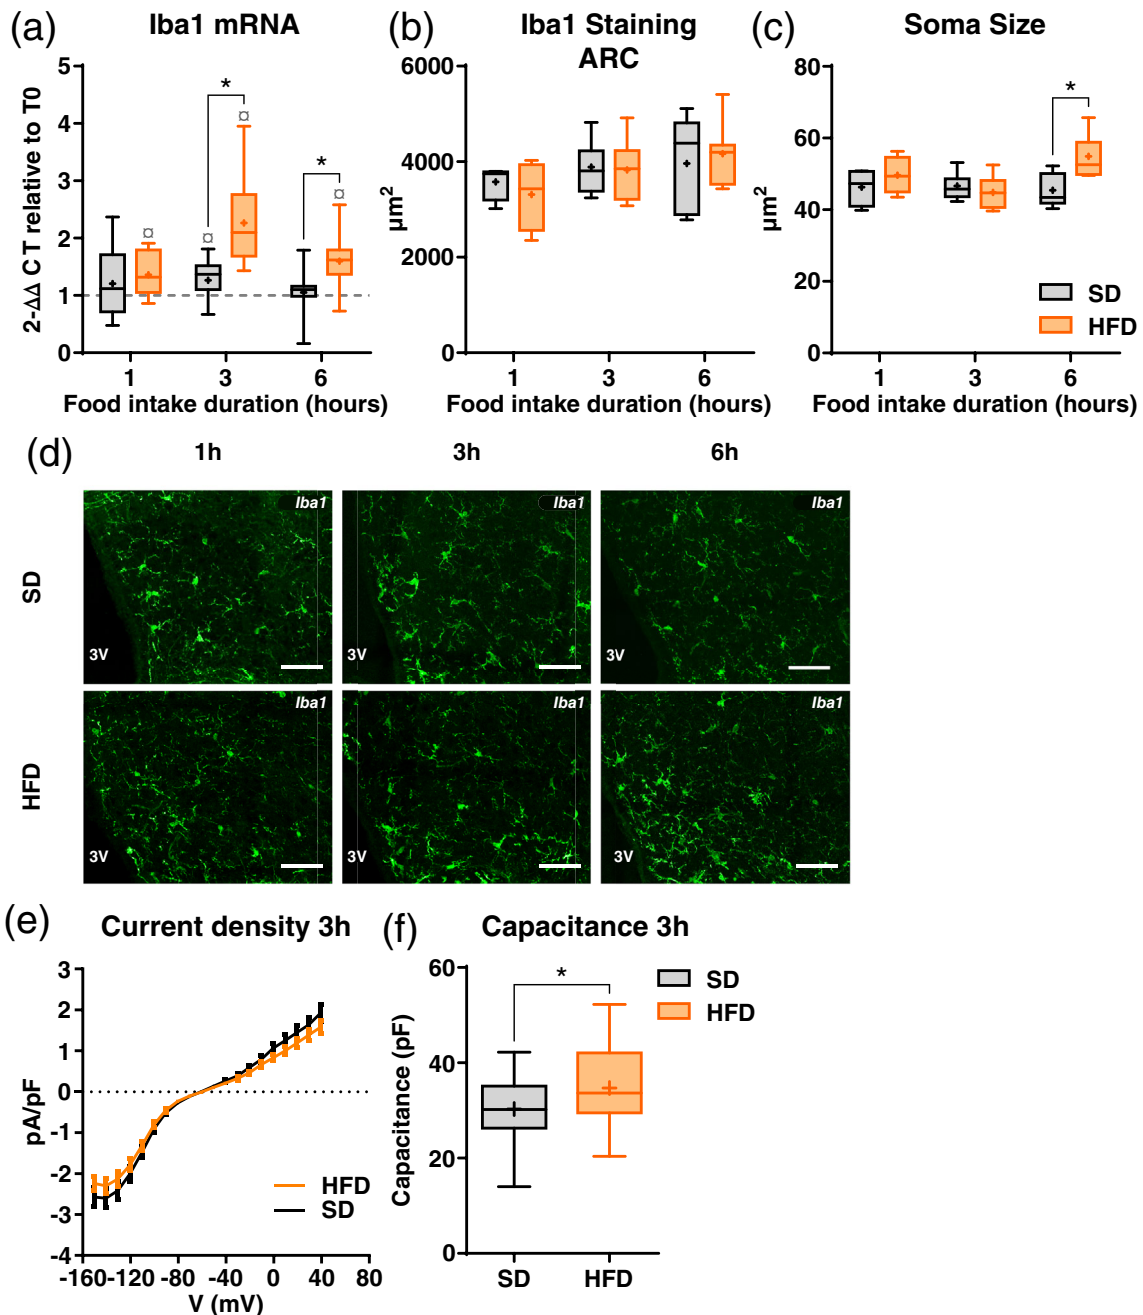 (a) Iba1 mRNA
2-ΔΔ C T relative to T0
5
4
3
2
1
0
*
*
¤
¤
¤
¤
1 3 6
Food intake duration (hours)
(b) Iba1 Staining
ARC
µm2
6000
4000
2000
0
1 3 6
Food intake duration (hours)
(c) Soma Size
µm2
80
60
40
20
0
*
SD
HFD
1 3 6
Food intake duration (hours)
(d) 1h 3h 6h
SD
Iba1 Iba1 Iba1
3V 3V 3V
HFD
Iba1 Iba1 Iba1
3V 3V 3V
(e) Current density 3h
pA/pF
3
2
1
0
-1
-2
-3
-4
HFD
SD
-160 -120 -80 -40 0 40 80
V (mV)
(f) Capacitance 3h
Capacitance (pF)
60
40
20
0
*
SD
HFD
SD HFD